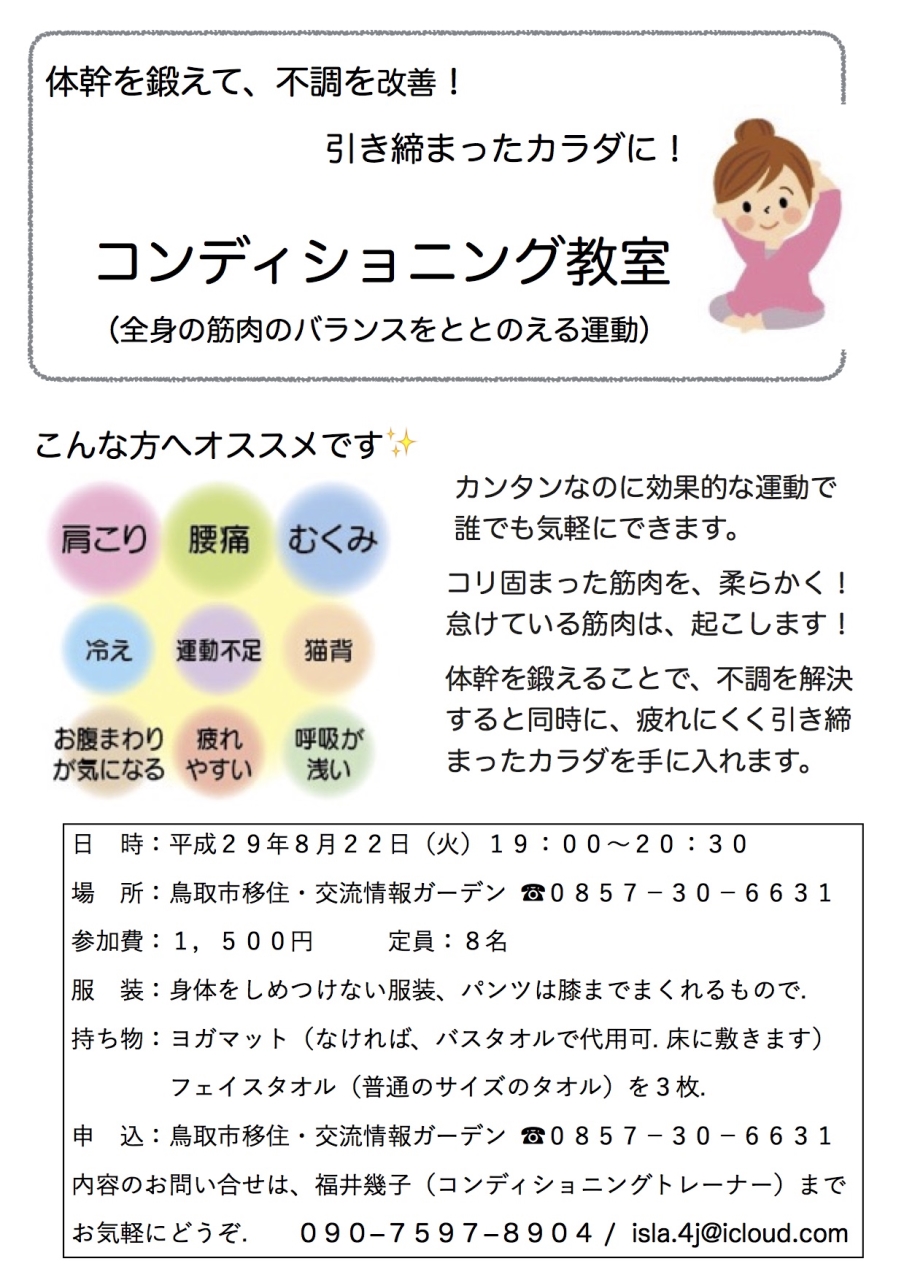 体幹を鍛えて、不調を改善！
引き締まったカラダに！
コンディショニング教室
（全身の筋肉のバランスをととのえる運動）
こんな方へオススメです✨
肩こり
腰痛
むくみ
冷え
運動不足
猫背
お腹まわり
が気になる
疲れ
やすい
呼吸が
浅い
カンタンなのに効果的な運動で
誰でも気軽にできます。
コリ固まった筋肉を、柔らかく！
怠けている筋肉は、起こします！
体幹を鍛えることで、不調を解決
すると同時に、疲れにくく引き締
まったカラダを手に入れます。
日　時：平成２９年８月２２日（火）１９：００〜２０：３０
場　所：鳥取市移住・交流情報ガーデン ☎０８５７－３０－６６３１
参加費：１，５００円　　　定員：８名
服　装：身体をしめつけない服装、パンツは膝までまくれるもので.
持ち物：ヨガマット（なければ、バスタオルで代用可. 床に敷きます）
フェイスタオル（普通のサイズのタオル）を３枚.
申　込：鳥取市移住・交流情報ガーデン ☎０８５７－３０－６６３１
内容のお問い合せは、福井幾子（コンディショニングトレーナー）まで
お気軽にどうぞ.　　０９０−７５９７−８９０４ / isla.4j@icloud.com